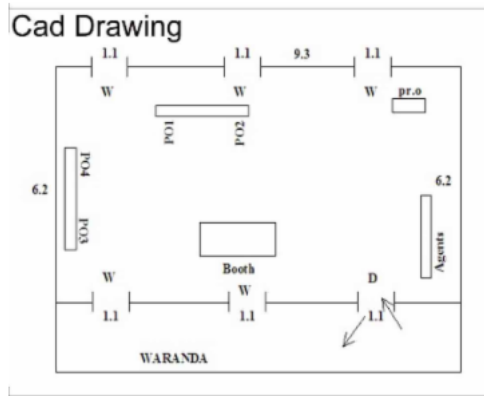 Cad Drawing
1.1 1.1 9.3 1.1
W W W pr.o
PO1 PO2
PO4
PO3
6.2
6.2
Agents
Booth
W W D
1.1 1.1 1.1
WARANDA